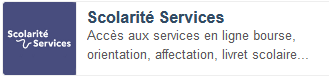 Scolarité
Services
Scolarité Services
Accès aux services en ligne bourse,
orientation, affectation, livret scolaire...